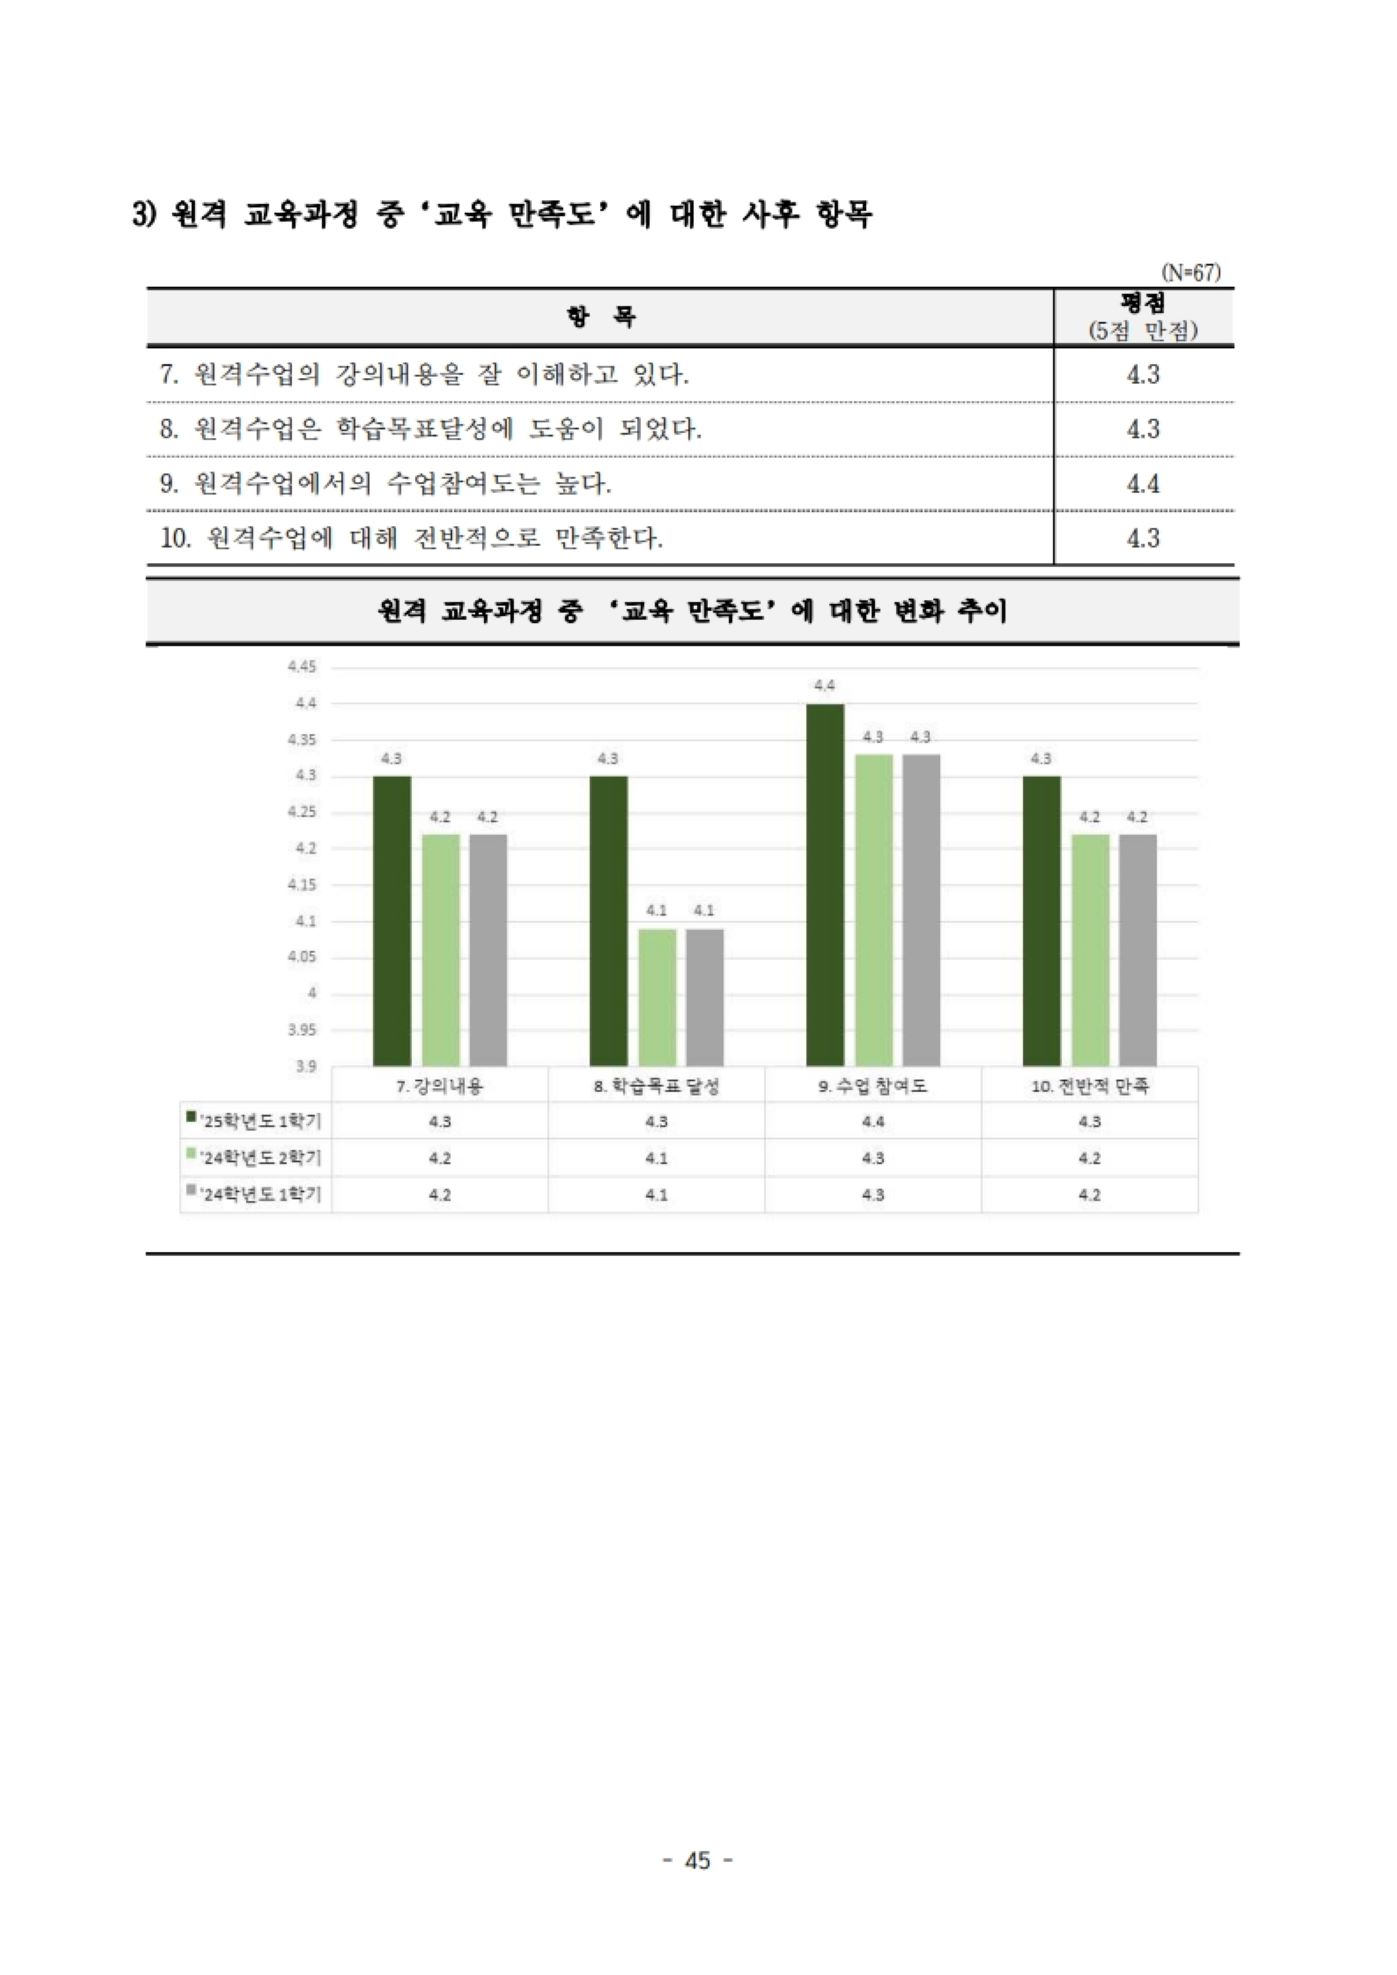 3) 원격 교육과정 중 ‘교육 만족도’에 대한 사후 항목
(N=67)
항 목
평점
(5점 만점)
7. 원격수업의 강의내용을 잘 이해하고 있다. 4.3
8. 원격수업은 학습목표달성에 도움이 되었다. 4.3
9. 원격수업에서의 수업참여도는 높다. 4.4
10. 원격수업에 대해 전반적으로 만족한다. 4.3
원격 교육과정 중 ‘교육 만족도’에 대한 변화 추이
4.45
4.4
4.35
4.3
4.25
4.2
4.15
4.1
4.05
4
3.95
3.9
4.3 4.2 4.2
4.3 4.1 4.1
4.4 4.3 4.3
4.3 4.2 4.2
7. 강의내용 8. 학습목표 달성 9. 수업 참여도 10. 전반적 만족
'25학년도 1학기 4.3 4.3 4.4 4.3
'24학년도 2학기 4.2 4.1 4.3 4.2
'24학년도 1학기 4.2 4.1 4.3 4.2
- 45 -